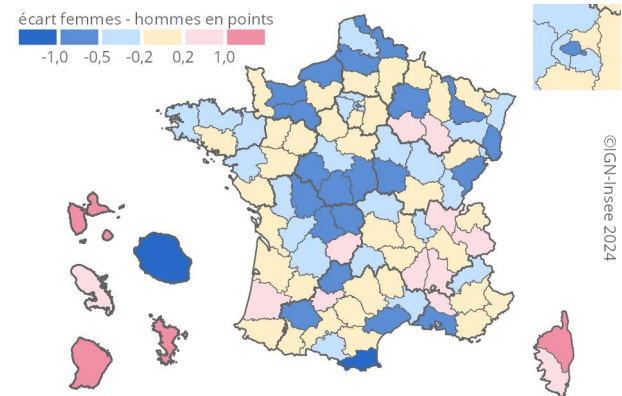 écart femmes - hommes en points
-1,0 -0,5 -0,2 0,2 1,0
©IGN-Insee 2024